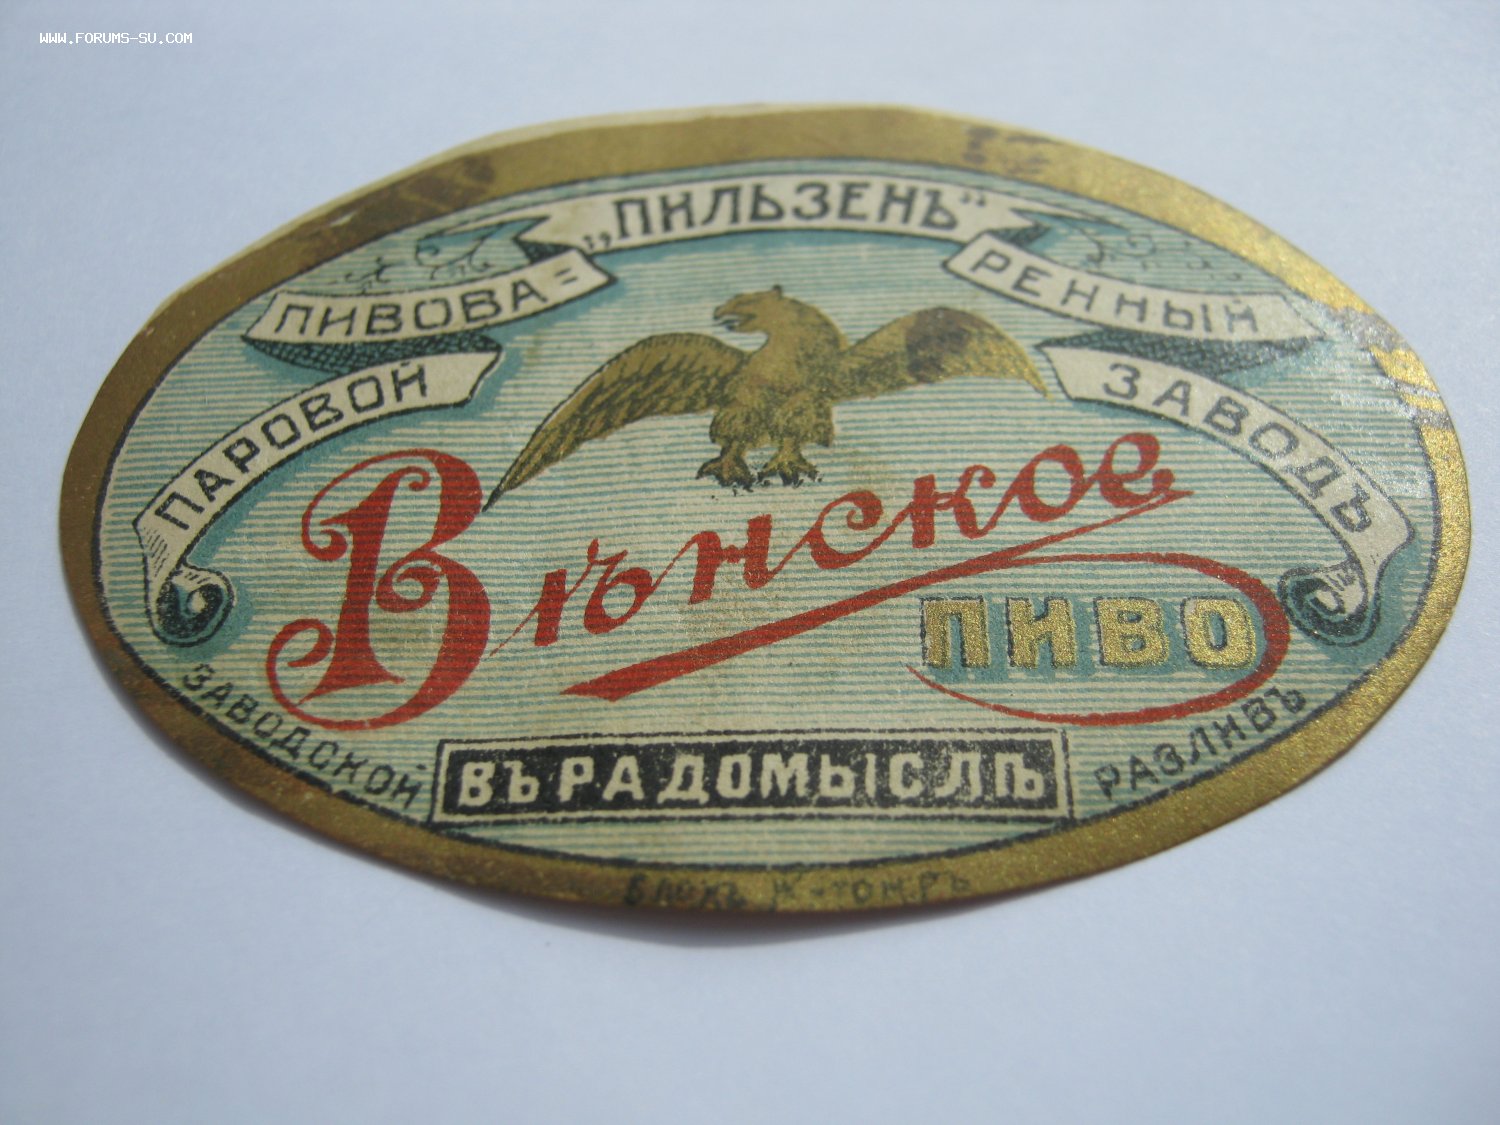 WWW.FORUMS-SU.COM
„ПИЛЬЗЕНЪ“
ПАРОВОЙ ПИВОВА=
РЕННЫЙ ЗАВОДЪ
Вѣнское
ПИВО
ЗАВОДСКОЙ РАЗЛИВЪ
ВЪ РАДОМЫСЛѢ